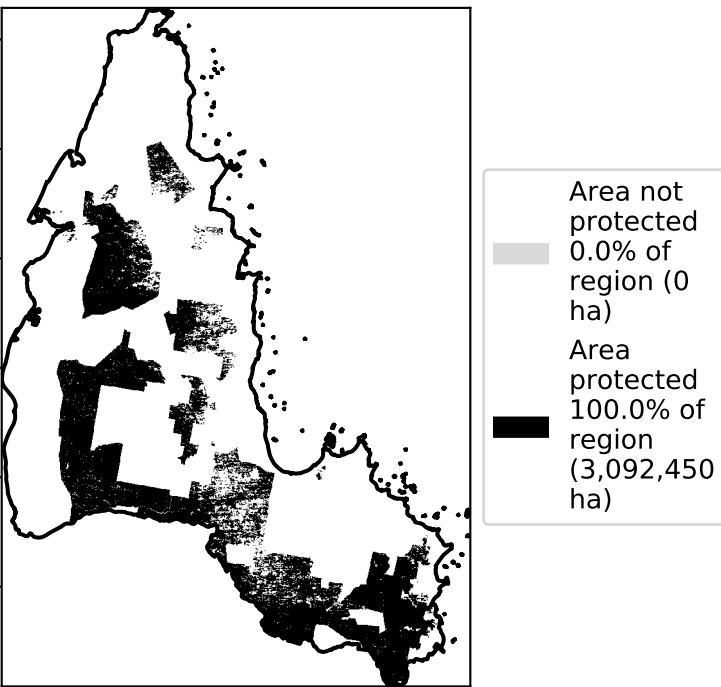 Area not
protected
0.0% of
region (0
ha)
Area
protected
100.0% of
region
(3,092,450
ha)